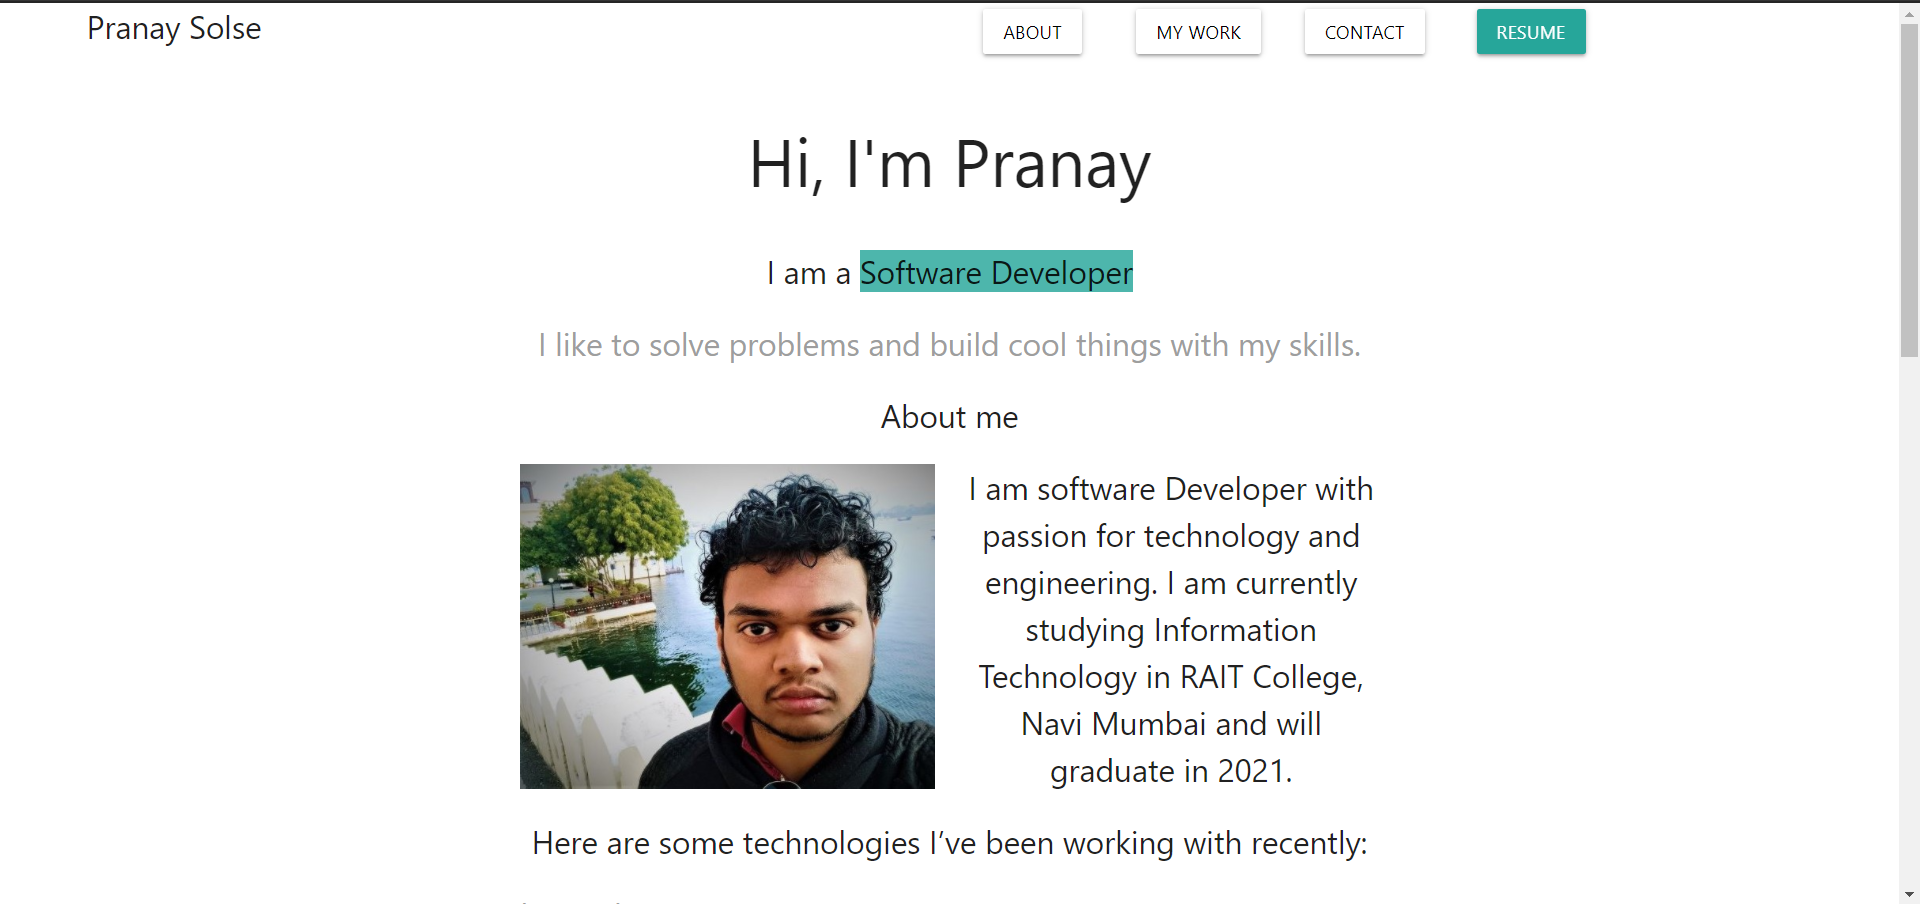 Pranay Solse
ABOUT
MY WORK
CONTACT
RESUME
Hi, I'm Pranay
I am a Software Developer
I like to solve problems and build cool things with my skills.
About me
I am software Developer with
passion for technology and
engineering. I am currently
studying Information
Technology in RAIT College,
Navi Mumbai and will
graduate in 2021.
Here are some technologies I’ve been working with recently: